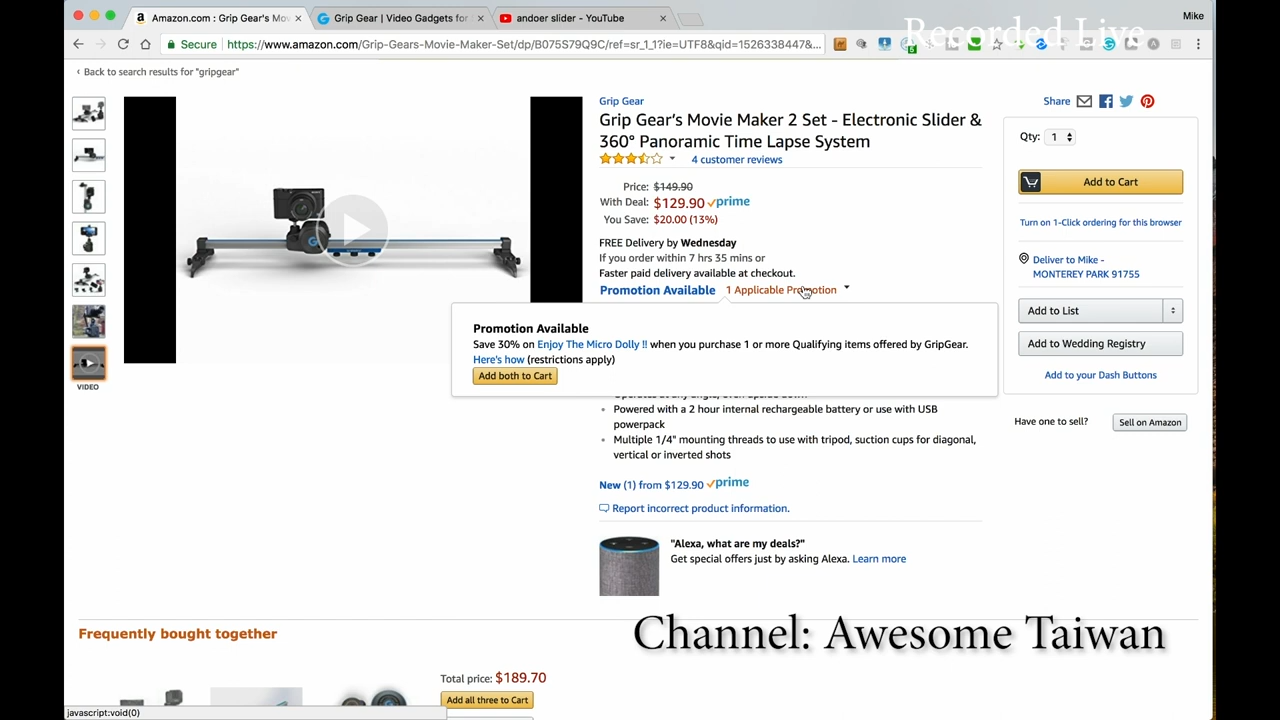 Amazon.com : Grip Gear's Mov
Grip Gear | Video Gadgets for
andoer slider - YouTube
Mike
Recorded Live
Secure
https://www.amazon.com/Grip-Gears-Movie-Maker-Set/dp/B075S79Q9C/ref=sr_1_1?ie=UTF8&qid=1526338447&...
‹ Back to search results for "gripgear"
Grip Gear
Grip Gear's Movie Maker 2 Set - Electronic Slider &
360° Panoramic Time Lapse System
4 customer reviews
Price: $149.90
With Deal: $129.90 prime
You Save: $20.00 (13%)
FREE Delivery by Wednesday
If you order within 7 hrs 35 mins or
Faster paid delivery available at checkout.
Promotion Available 1 Applicable Promotion
Promotion Available
Save 30% on Enjoy The Micro Dolly !! when you purchase 1 or more Qualifying items offered by GripGear.
Here's how (restrictions apply)
Add both to Cart
• Powered with a 2 hour internal rechargeable battery or use with USB
powerpack
• Multiple 1/4" mounting threads to use with tripod, suction cups for diagonal,
vertical or inverted shots
New (1) from $129.90 prime
Report incorrect product information.
"Alexa, what are my deals?"
Get special offers just by asking Alexa. Learn more
VIDEO
Share
Qty: 1
Add to Cart
Turn on 1-Click ordering for this browser
Deliver to Mike -
MONTEREY PARK 91755
Add to List
Add to Wedding Registry
Add to your Dash Buttons
Have one to sell? Sell on Amazon
Channel: Awesome Taiwan
Frequently bought together
Total price: $189.70
Add all three to Cart
javascript:void(0)